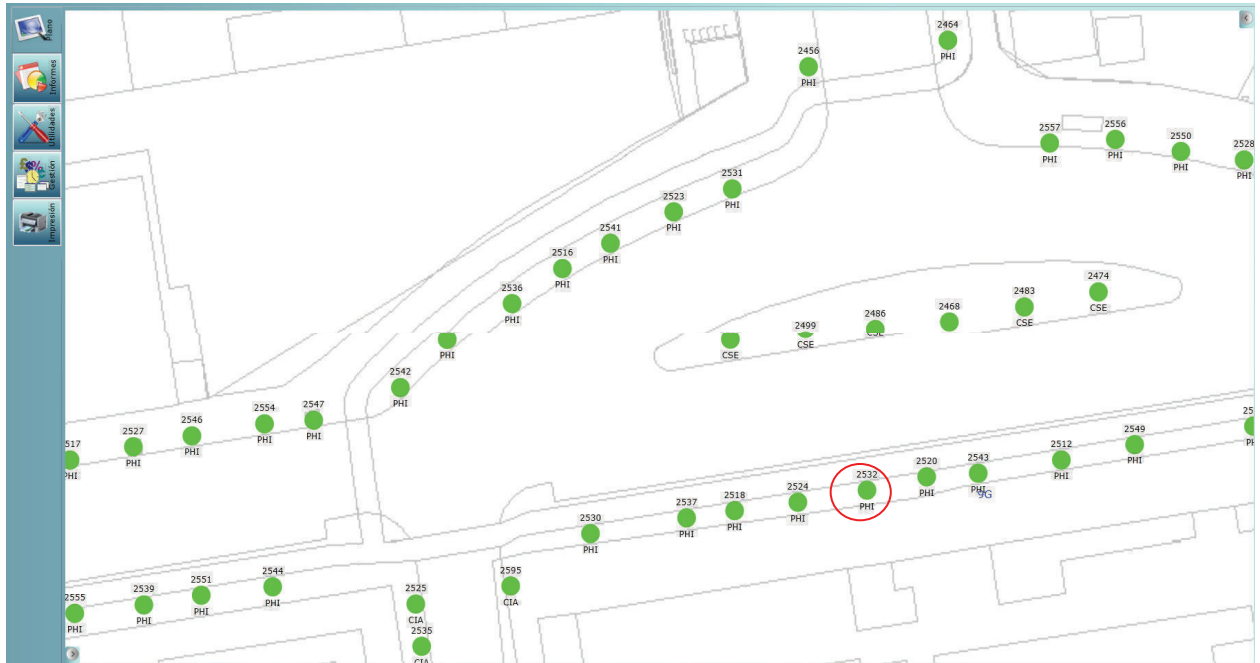 Plano
Informes
Utilidades
Gestión
Impresión
2464
PHI
2456
PHI
2557
PHI
2556
PHI
2550
PHI
2528
PHI
2531
PHI
2523
PHI
2541
PHI
2516
PHI
2536
PHI
PHI
2474
CSE
2483
CSE
2468
2486
CSE
2499
CSE
CSE
2542
PHI
2547
PHI
2554
PHI
2546
PHI
2527
PHI
517
PHI
25
PHI
2549
PHI
2512
PHI
2543
PHI
9G
2520
PHI
2532
PHI
2524
PHI
2518
PHI
2537
PHI
2530
PHI
2595
CIA
2525
CIA
2535
CIA
2544
PHI
2551
PHI
2539
PHI
2555
PHI